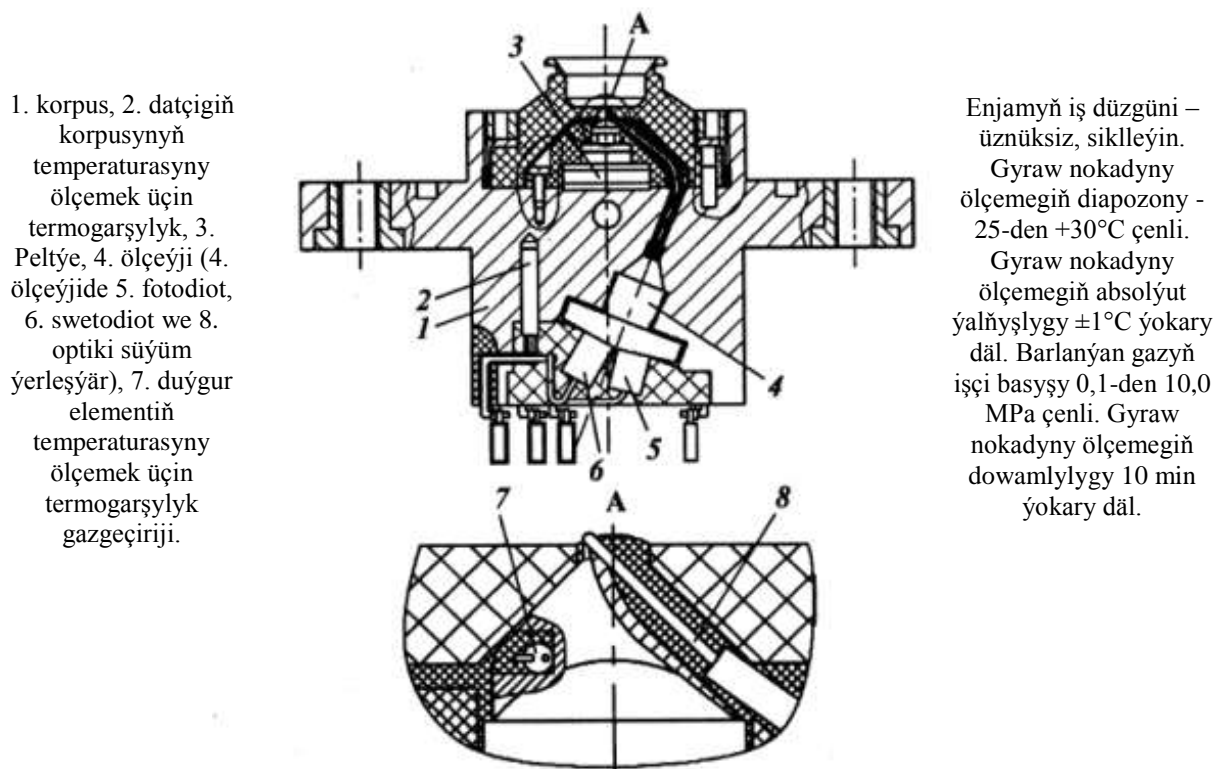 1. korpus, 2. datçigiň
korpusynyň
temperaturasyny
ölçemek üçin
termogarşylyk, 3.
Peltýe, 4. ölçeýji (4.
ölçeýjide 5. fotodiot,
6. swetodiot we 8.
optiki süýüm
ýerleşýär), 7. duýgur
elementiň
temperaturasyny
ölçemek üçin
termogarşylyk
gazgeçiriji.
A
3
2
1
4
5
6
7
A
8
Enjamyň iş düzgüni –
üznüksiz, siklleýin.
Gyraw nokadyny
ölçemegiň diapozony -
25-den +30°C çenli.
Gyraw nokadyny
ölçemegiň absolýut
ýalňyşlygy ±1°C ýokary
däl. Barlanýan gazyň
işçi basyşy 0,1-den 10,0
MPa çenli. Gyraw
nokadyny ölçemegiň
dowamlylygy 10 min
ýokary däl.